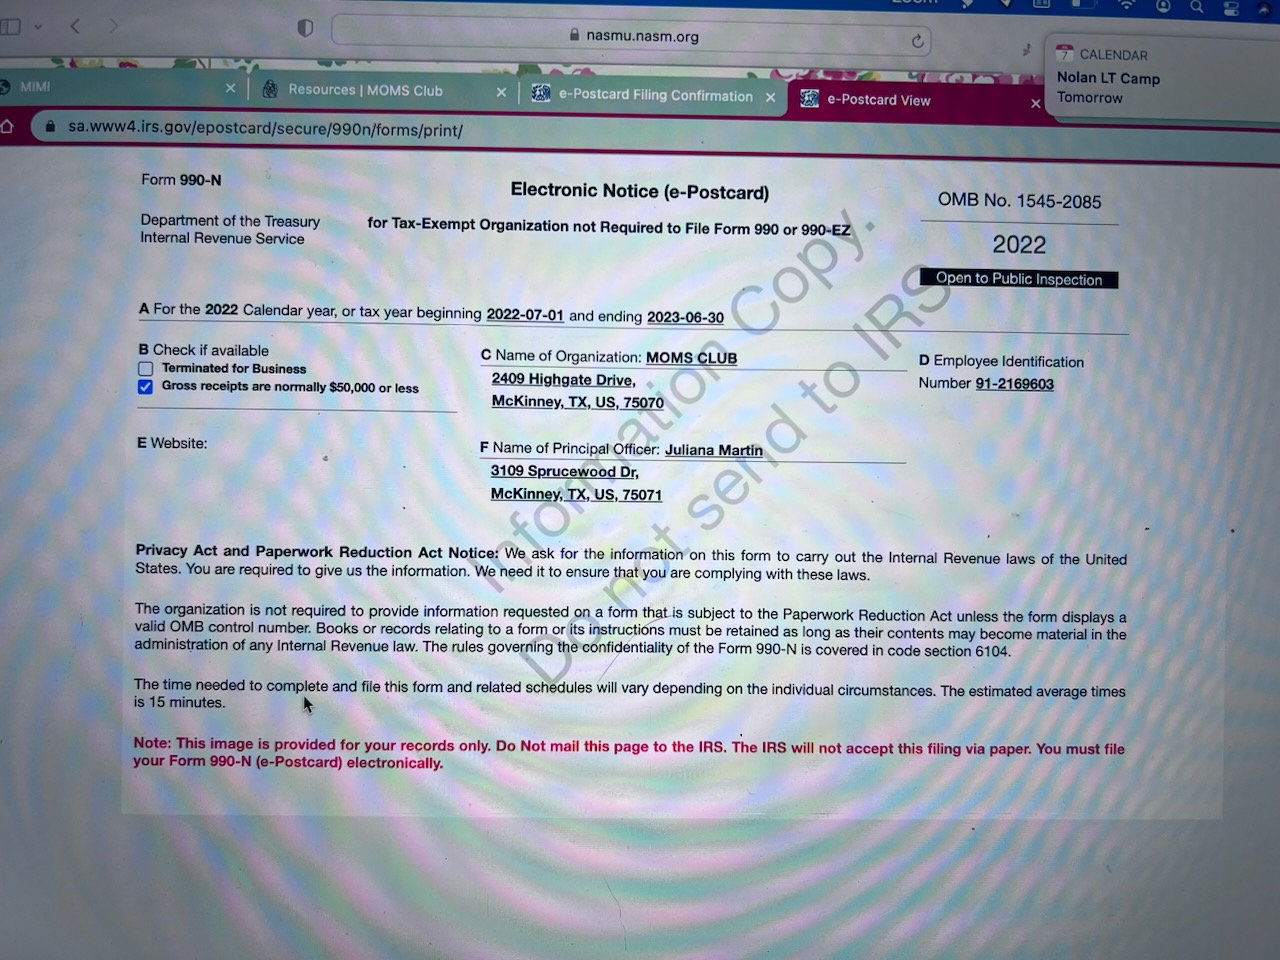 nasmu.nasm.org
CALENDAR
7
Nolan LT Camp
Tomorrow
MIMI
Resources | MOMS Club
e-Postcard Filing Confirmation
e-Postcard View
sa.www4.irs.gov/epostcard/secure/990n/forms/print/
Form 990-N
Electronic Notice (e-Postcard)
OMB No. 1545-2085
Department of the Treasury
Internal Revenue Service
for Tax-Exempt Organization not Required to File Form 990 or 990-EZ
2022
Open to Public Inspection
A For the 2022 Calendar year, or tax year beginning 2022-07-01 and ending 2023-06-30
B Check if available
Terminated for Business
Gross receipts are normally $50,000 or less
C Name of Organization: MOMS CLUB
2409 Highgate Drive,
McKinney, TX, US, 75070
D Employee Identification
Number 91-2169603
E Website:
F Name of Principal Officer: Juliana Martin
3109 Sprucewood Dr,
McKinney, TX, US, 75071
Information Copy.
Do not send to IRS.
Privacy Act and Paperwork Reduction Act Notice: We ask for the information on this form to carry out the Internal Revenue laws of the United
States. You are required to give us the information. We need it to ensure that you are complying with these laws.
The organization is not required to provide information requested on a form that is subject to the Paperwork Reduction Act unless the form displays a
valid OMB control number. Books or records relating to a form or its instructions must be retained as long as their contents may become material in the
administration of any Internal Revenue law. The rules governing the confidentiality of the Form 990-N is covered in code section 6104.
The time needed to complete and file this form and related schedules will vary depending on the individual circumstances. The estimated average times
is 15 minutes.
Note: This image is provided for your records only. Do Not mail this page to the IRS. The IRS will not accept this filing via paper. You must file
your Form 990-N (e-Postcard) electronically.